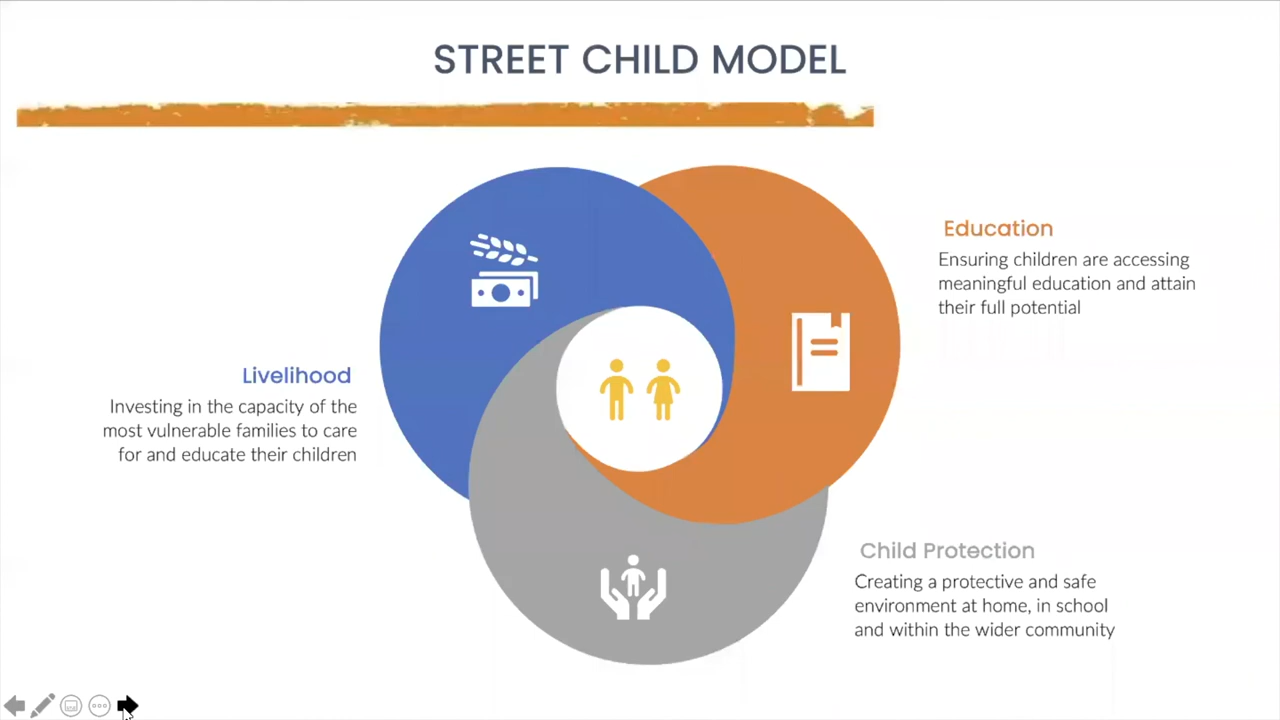 STREET CHILD MODEL
Education
Ensuring children are accessing
meaningful education and attain
their full potential
Livelihood
Investing in the capacity of the
most vulnerable families to care
for and educate their children
Child Protection
Creating a protective and safe
environment at home, in school
and within the wider community